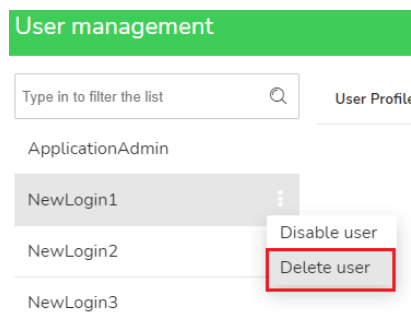 User management
Type in to filter the list
User Profile
ApplicationAdmin
NewLogin1
Disable user
NewLogin2
Delete user
NewLogin3